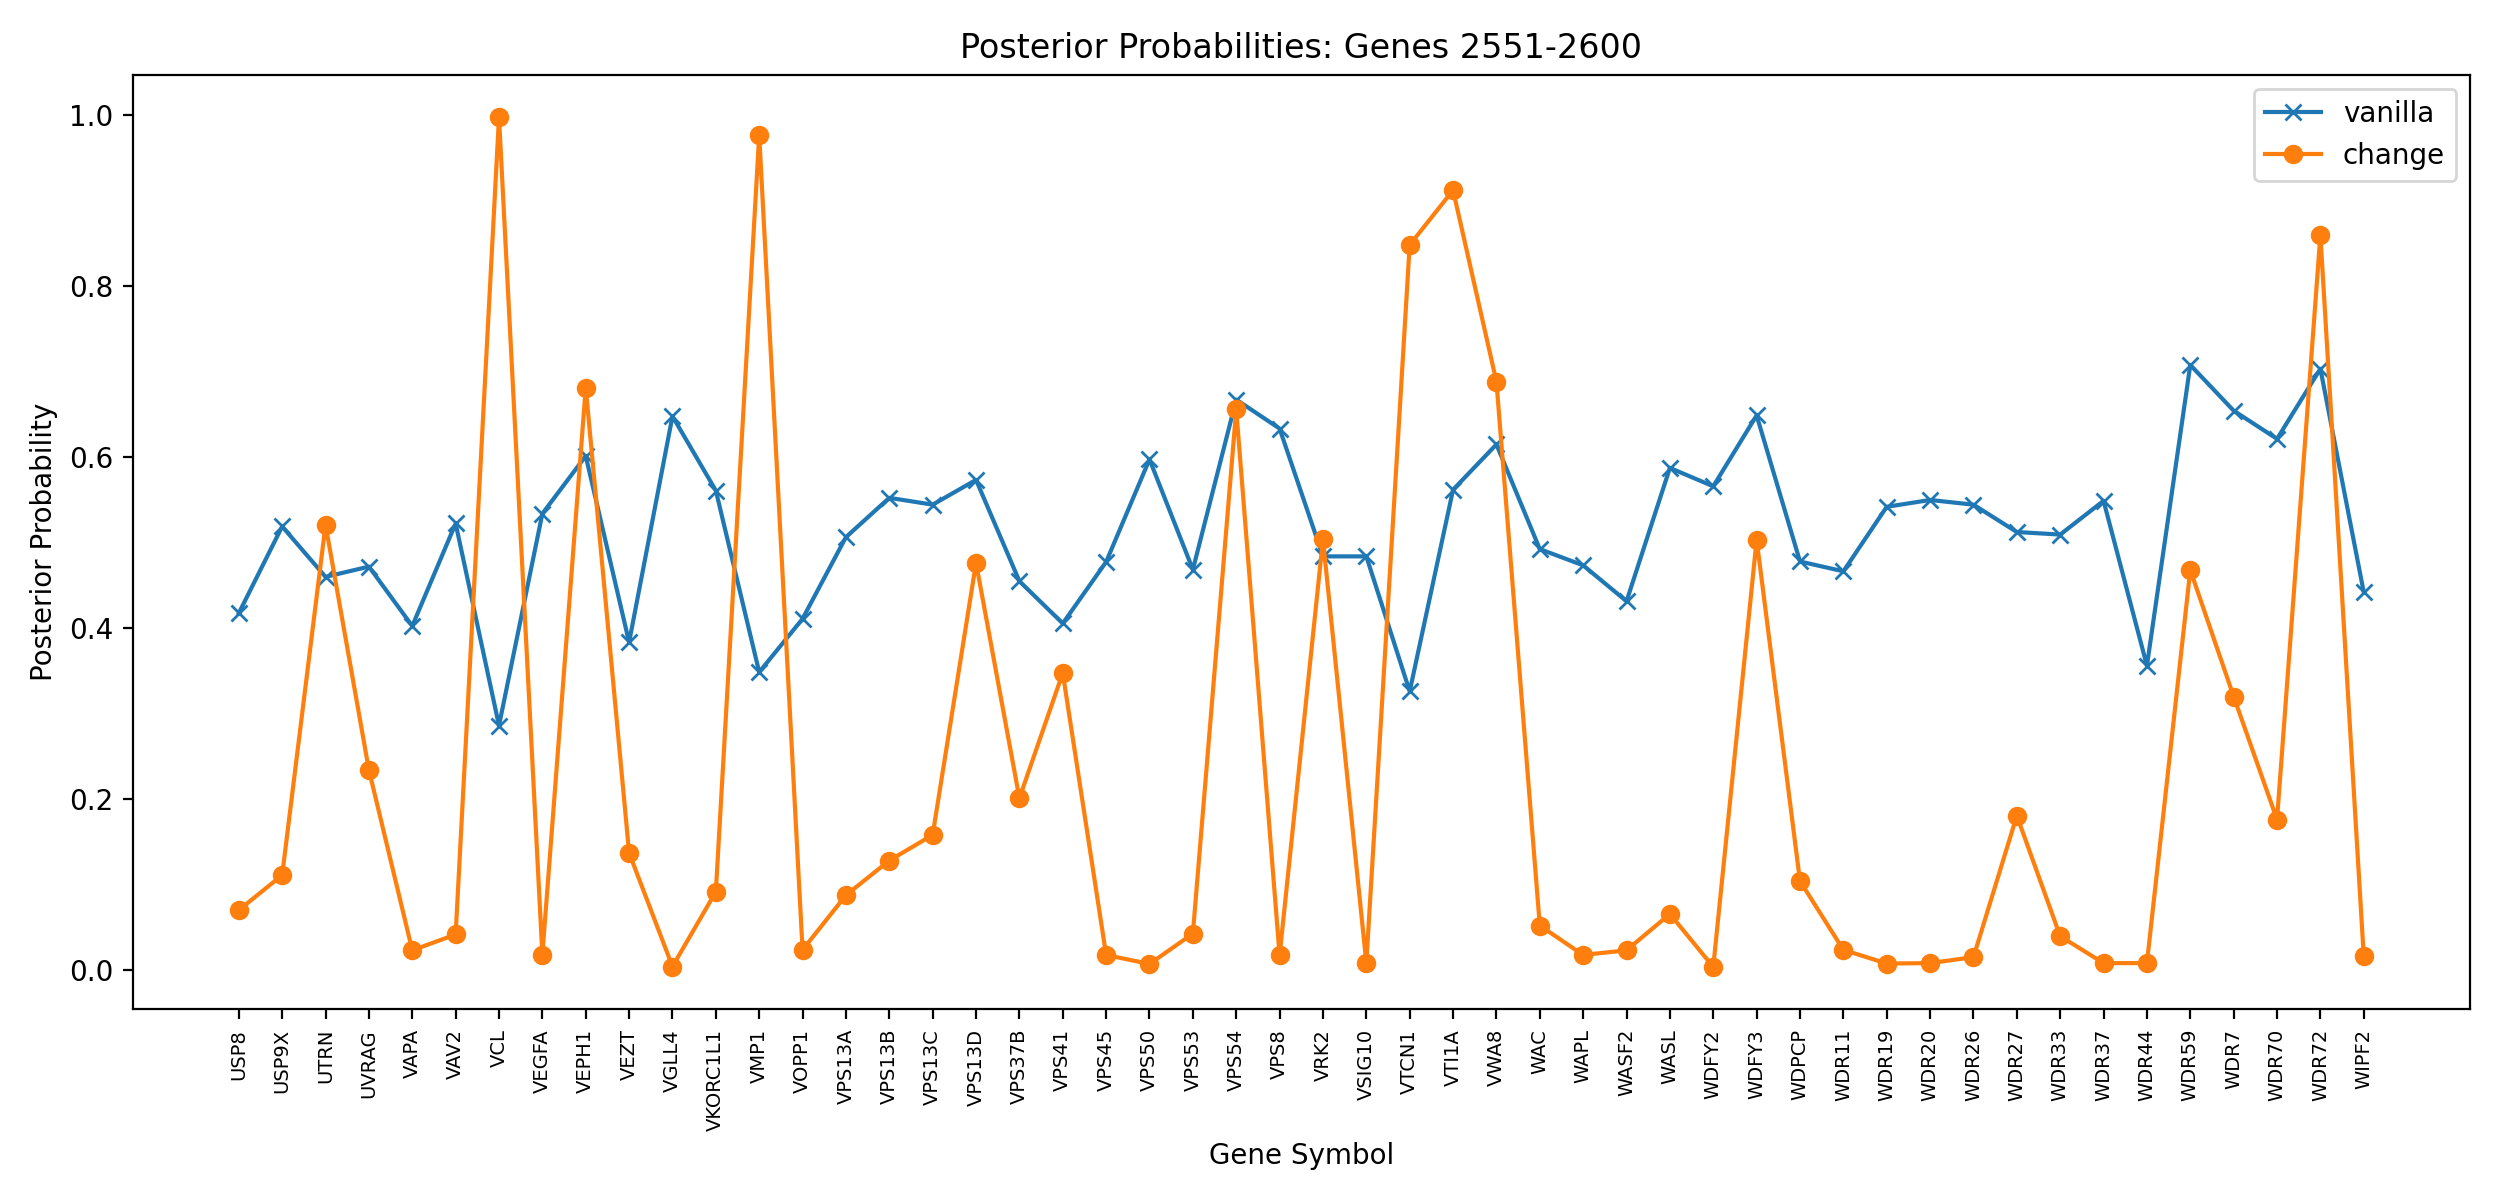 Posterior Probabilities: Genes 2551-2600
vanilla
change
Posterior Probability
1.0
0.8
0.6
0.4
0.2
0.0
USP8
USP9X
UTRN
UVRAG
VAPA
VAV2
VCL
VEGFA
VEPH1
VEZT
VGLL4
VKORC1L1
VMP1
VOPP1
VPS13A
VPS13B
VPS13C
VPS13D
VPS37B
VPS41
VPS45
VPS50
VPS53
VPS54
VPS8
VRK2
VSIG10
VTCN1
VTI1A
VWA8
WAC
WAPL
WASF2
WASL
WDFY2
WDFY3
WDPCP
WDR11
WDR19
WDR20
WDR26
WDR27
WDR33
WDR37
WDR44
WDR59
WDR7
WDR70
WDR72
WIPF2
Gene Symbol